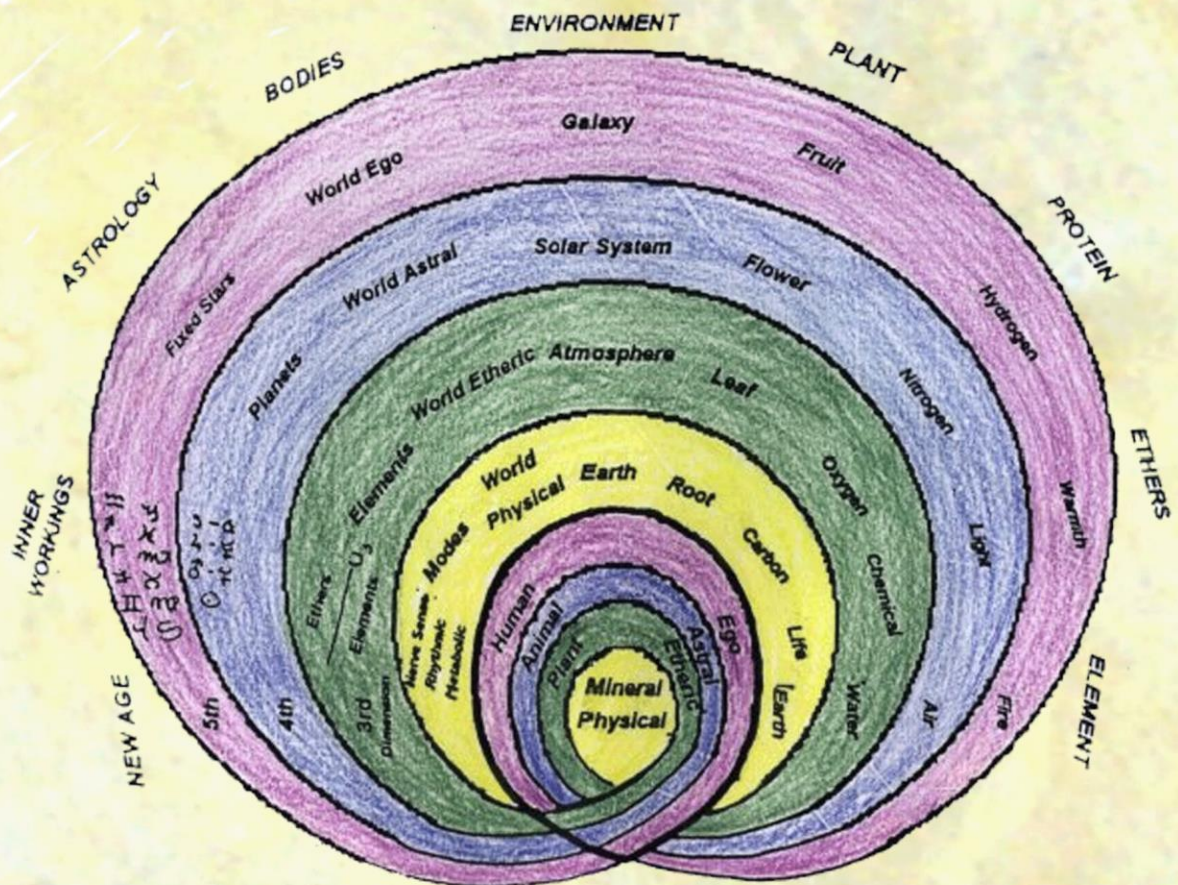 ENVIRONMENT
BODIES
PLANT
ASTROLOGY
PROTEIN
INNER
WORKINGS
ETHERS
NEW AGE
ELEMENT
Galaxy
World Ego
Fruit
Fixed Stars
Hydrogen
Warmth
5th
Fire
Solar System
World Astral
Flower
Planets
Nitrogen
Light
4th
Air
Atmosphere
World Etheric
Leaf
Elements
Oxygen
Ethers
Elements
Chemical
3rd
Dimension
Water
World
Physical
Earth
Root
Modes
Carbon
Nerve Sense
Rhythmic
Metabolic
Life
Earth
Human
Ego
Animal
Astral
Plant
Etheric
Mineral
Physical